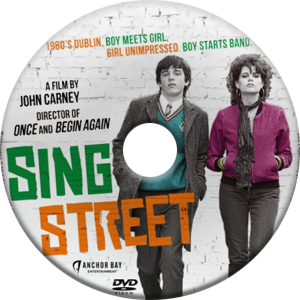 1980'S DUBLIN. BOY MEETS GIRL.
GIRL UNIMPRESSED. BOY STARTS BAND.
A FILM BY
JOHN CARNEY
DIRECTOR OF
ONCE AND BEGIN AGAIN
SING
STREET
ANCHOR BAY
ENTERTAINMENT
DVD
VIDEO